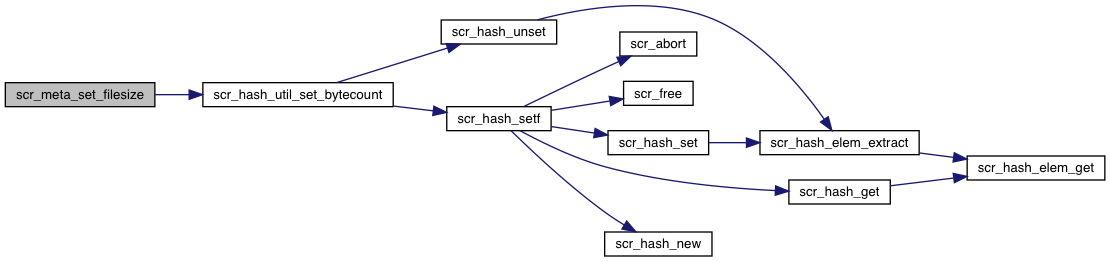 scr_meta_set_filesize
scr_hash_util_set_bytecount
scr_hash_unset
scr_hash_setf
scr_abort
scr_free
scr_hash_set
scr_hash_get
scr_hash_new
scr_hash_elem_extract
scr_hash_elem_get